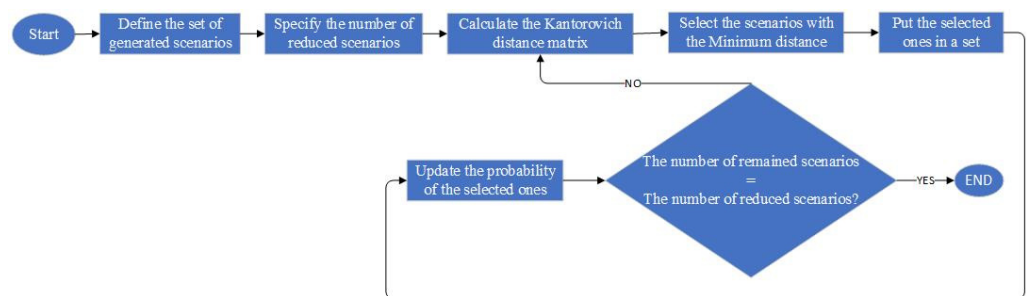 Start
Define the set of
generated scenarios
Specify the number of
reduced scenarios
Calculate the Kantorovich
distance matrix
Select the scenarios with
the Minimum distance
Put the selected
ones in a set
NO
Update the probability
of the selected ones
The number of remained scenarios
=
The number of reduced scenarios?
YES
END